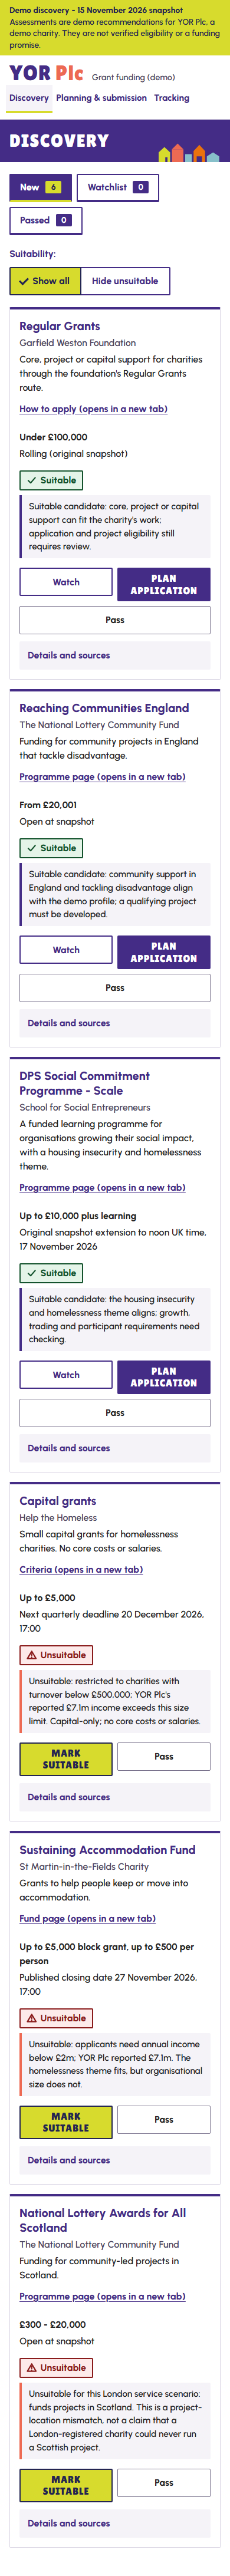 Demo discovery - 15 November 2026 snapshot
Assessments are demo recommendations for YOR Plc, a
demo charity. They are not verified eligibility or a funding
promise.
YOR Plc Grant funding (demo)
Discovery Planning & submission Tracking
DISCOVERY
New 6 Watchlist 0
Passed 0
Suitability:
Show all Hide unsuitable
Regular Grants
Garfield Weston Foundation
Core, project or capital support for charities
through the foundation's Regular Grants
route.
How to apply (opens in a new tab)
Under £100,000
Rolling (original snapshot)
Suitable
Suitable candidate: core, project or capital
support can fit the charity's work;
application and project eligibility still
requires review.
Watch PLAN
APPLICATION
Pass
Details and sources
Reaching Communities England
The National Lottery Community Fund
Funding for community projects in England
that tackle disadvantage.
Programme page (opens in a new tab)
From £20,001
Open at snapshot
Suitable
Suitable candidate: community support in
England and tackling disadvantage align
with the demo profile; a qualifying project
must be developed.
Watch PLAN
APPLICATION
Pass
Details and sources
DPS Social Commitment
Programme - Scale
School for Social Entrepreneurs
A funded learning programme for
organisations growing their social impact,
with a housing insecurity and homelessness
theme.
Programme page (opens in a new tab)
Up to £10,000 plus learning
Original snapshot extension to noon UK time,
17 November 2026
Suitable
Suitable candidate: the housing insecurity
and homelessness theme aligns; growth,
trading and participant requirements need
checking.
Watch PLAN
APPLICATION
Pass
Details and sources
Capital grants
Help the Homeless
Small capital grants for homelessness
charities. No core costs or salaries.
Criteria (opens in a new tab)
Up to £5,000
Next quarterly deadline 20 December 2026,
17:00
Unsuitable
Unsuitable: restricted to charities with
turnover below £500,000; YOR Plc's
reported £7.1m income exceeds this size
limit. Capital-only; no core costs or salaries.
MARK
SUITABLE Pass
Details and sources
Sustaining Accommodation Fund
St Martin-in-the-Fields Charity
Grants to help people keep or move into
accommodation.
Fund page (opens in a new tab)
Up to £5,000 block grant, up to £500 per
person
Published closing date 27 November 2026,
17:00
Unsuitable
Unsuitable: applicants need annual income
below £2m; YOR Plc reported £7.1m. The
homelessness theme fits, but organisational
size does not.
MARK
SUITABLE Pass
Details and sources
National Lottery Awards for All
Scotland
The National Lottery Community Fund
Funding for community-led projects in
Scotland.
Programme page (opens in a new tab)
£300 - £20,000
Open at snapshot
Unsuitable
Unsuitable for this London service scenario:
funds projects in Scotland. This is a project-
location mismatch, not a claim that a
London-registered charity could never run
a Scottish project.
MARK
SUITABLE Pass
Details and sources